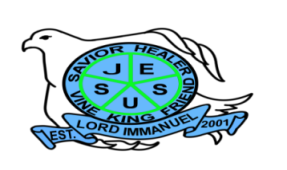 SAVIOR HEALER
JE
SUS
VINE KING FRIEND
EST. LORD IMMANUEL 2001